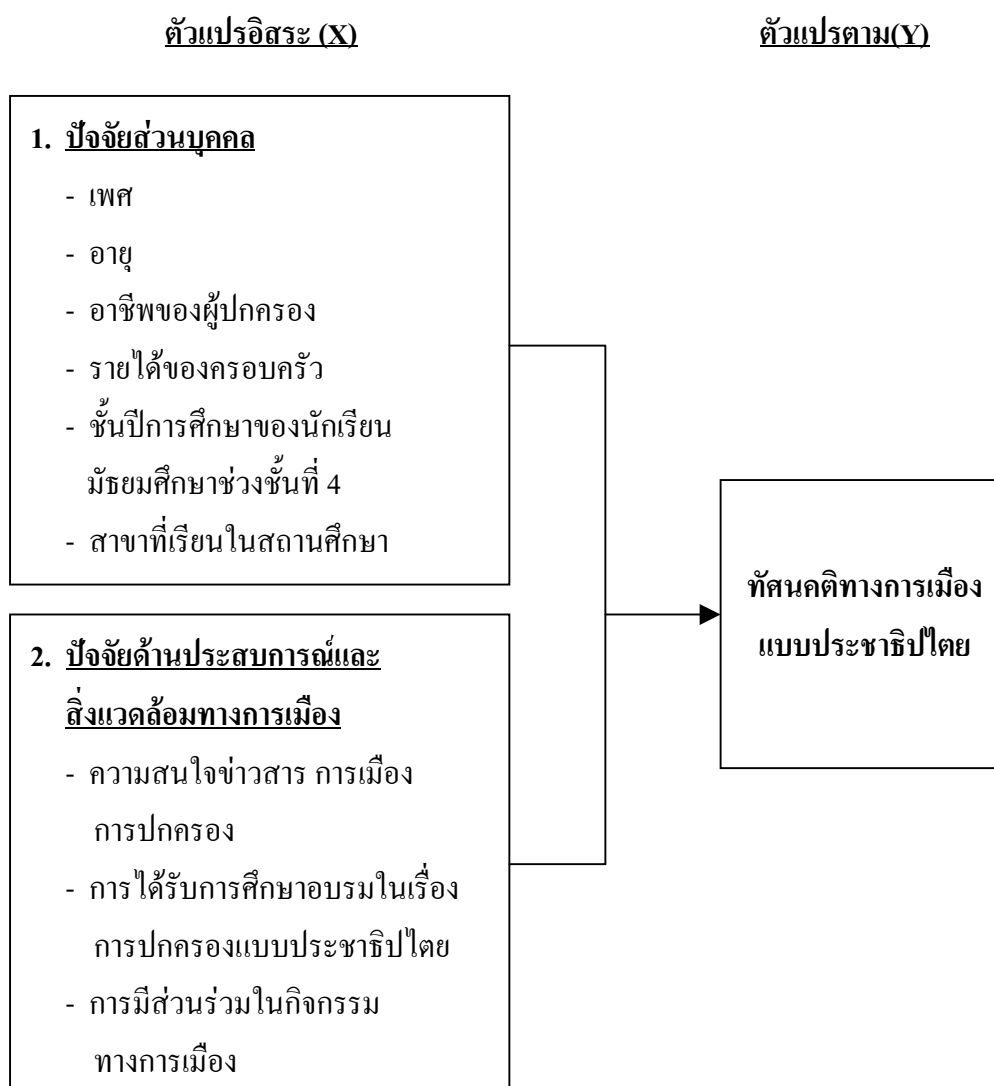 ตัวแปรอิสระ (X)
ตัวแปรตาม(Y)
1. ปัจจัยส่วนบุคคล
- เพศ
- อายุ
- อาชีพของผู้ปกครอง
- รายได้ของครอบครัว
- ชั้นปีการศึกษาของนักเรียน
มัธยมศึกษาช่วงชั้นที่ 4
- สาขาที่เรียนในสถานศึกษา
2. ปัจจัยด้านประสบการณ์และ
สิ่งแวดล้อมทางการเมือง
- ความสนใจข่าวสาร การเมือง
การปกครอง
- การได้รับการศึกษาอบรมในเรื่อง
การปกครองแบบประชาธิปไตย
- การมีส่วนร่วมในกิจกรรม
ทางการเมือง
ทัศนคติทางการเมือง
แบบประชาธิปไตย